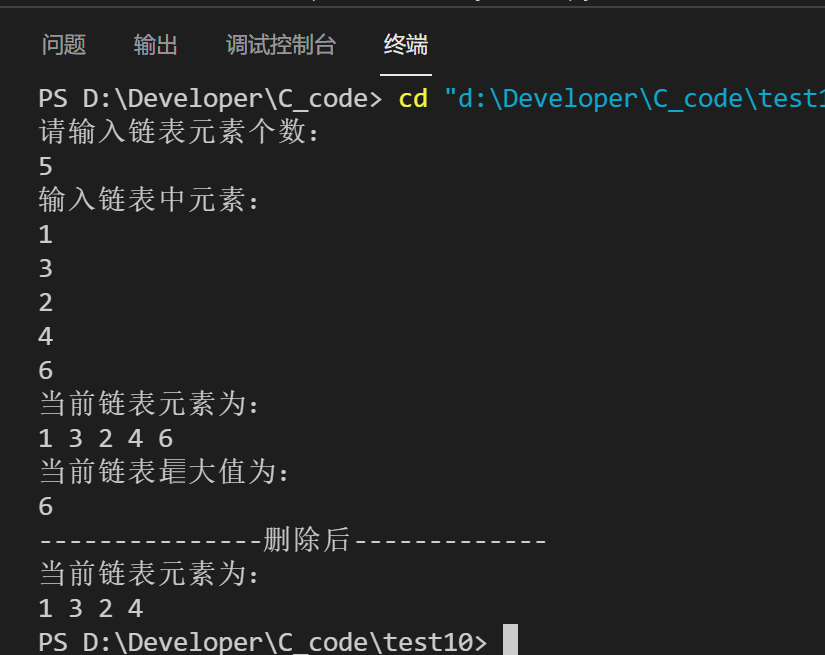 问题 输出 调试控制台 终端
PS D:\Developer\C_code> cd "d:\Developer\C_code\test1
请输入链表元素个数：
5
输入链表中元素：
1
3
2
4
6
当前链表元素为：
1 3 2 4 6
当前链表最大值为：
6
---------------删除后-------------
当前链表元素为：
1 3 2 4
PS D:\Developer\C_code\test10>